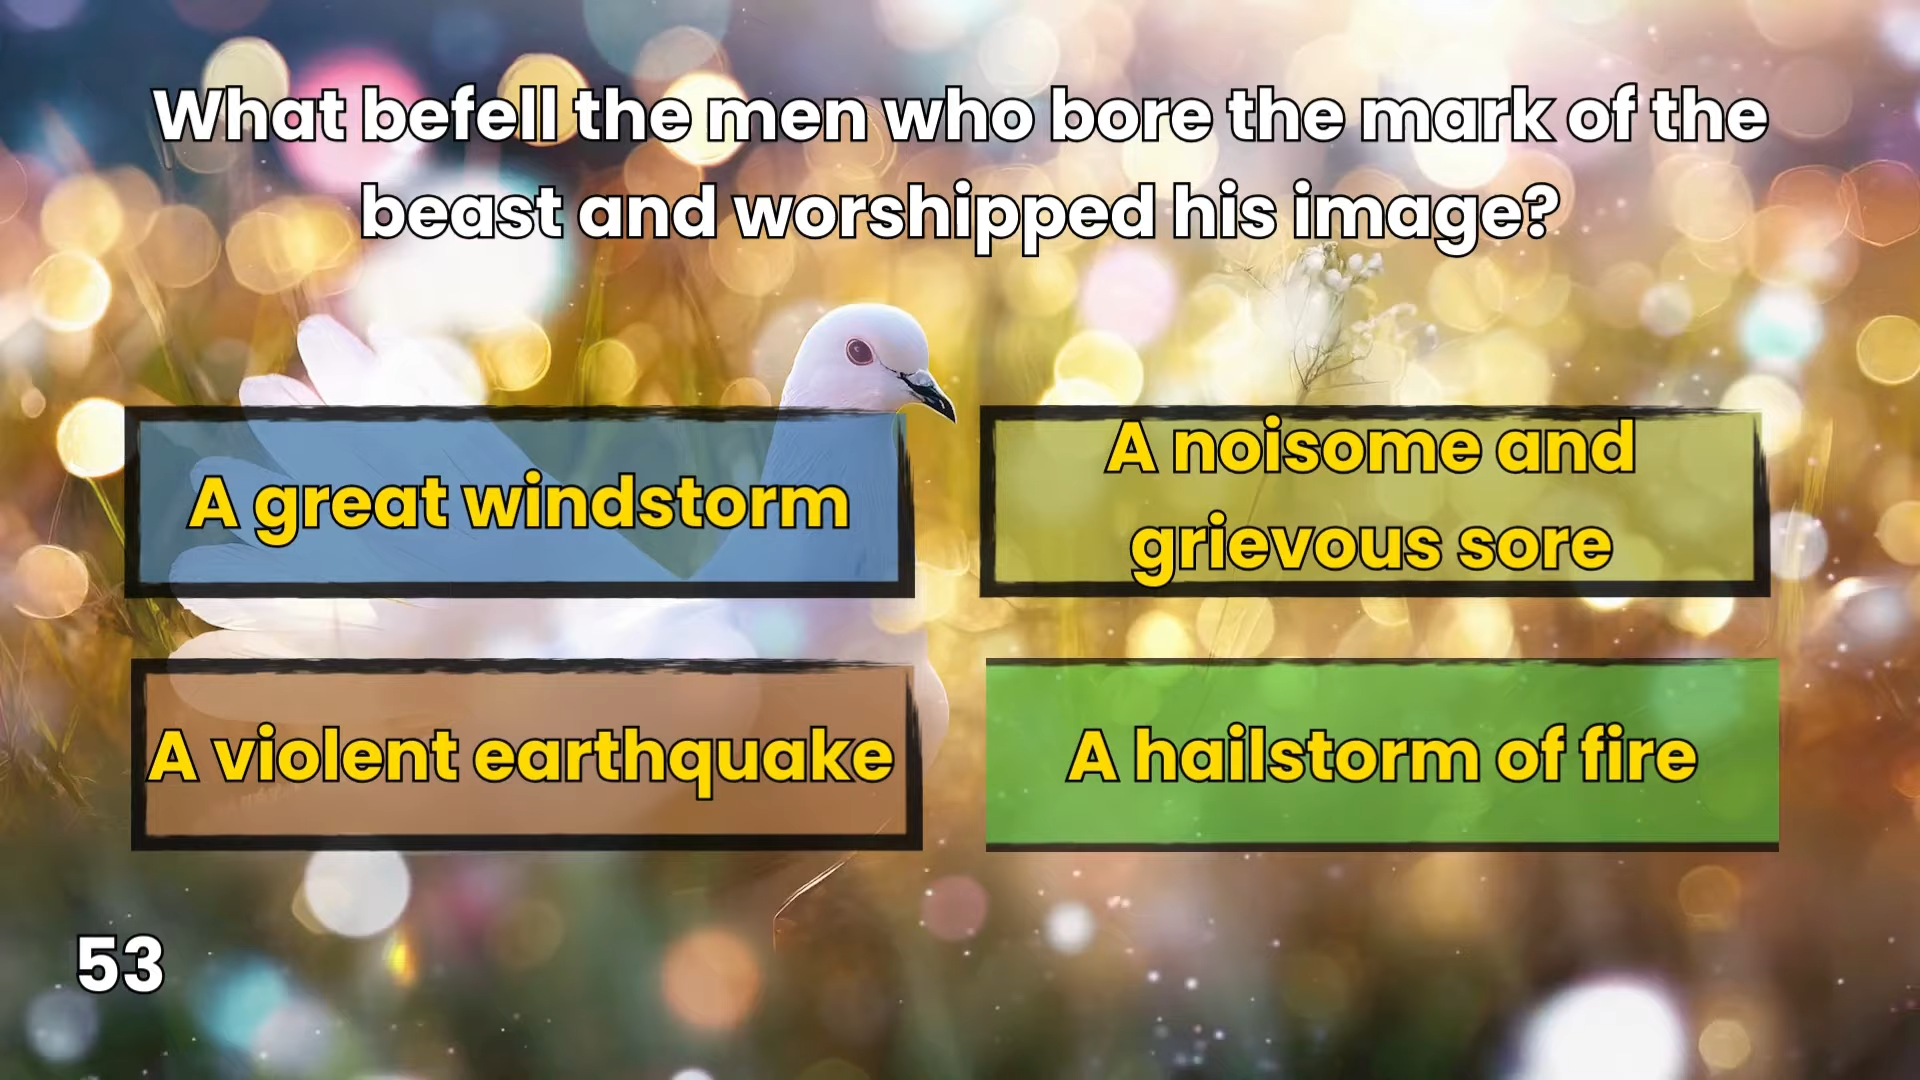 What befell the men who bore the mark of the
beast and worshipped his image?
A great windstorm
A noisome and
grievous sore
A violent earthquake
A hailstorm of fire
53